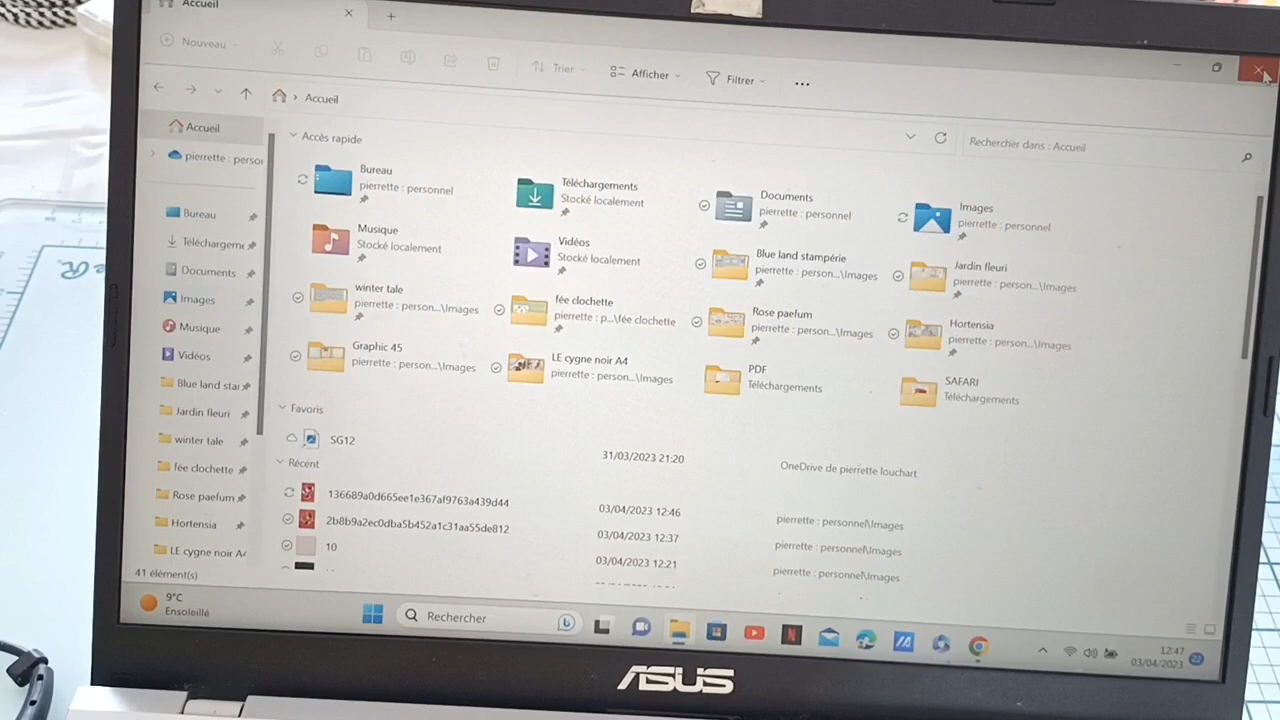 Accueil
Nouveau
Trier
Afficher
Filtrer
Accueil
Rechercher dans : Accueil
Accueil
pierrette : perso
Bureau
Téléchargeme
Documents
Images
Musique
Vidéos
Blue land star
Jardin fleuri
winter tale
fée clochette
Rose paefum
Hortensia
LE cygne noir A4
41 élément(s)
Accès rapide
Bureau
pierrette : personnel
Téléchargements
Stocké localement
Documents
pierrette : personnel
Images
pierrette : personnel
Musique
Stocké localement
Vidéos
Stocké localement
Blue land stampérie
pierrette : person...\Images
Jardin fleuri
pierrette : person...\Images
winter tale
pierrette : person...\Images
fée clochette
pierrette : p...\fée clochette
Rose paefum
pierrette : person...\Images
Hortensia
pierrette : person...\Images
Graphic 45
pierrette : person...\Images
LE cygne noir A4
pierrette : person...\Images
PDF
Téléchargements
SAFARI
Téléchargements
Favoris
SG12 31/03/2023 21:20 OneDrive de pierrette louchart
Récent
136689a0d665ee1e367af9763a439d44 03/04/2023 12:46 pierrette : personnel\Images
2b8b9a2ec0dba5b452a1c31aa55de812 03/04/2023 12:37 pierrette : personnel\Images
10 03/04/2023 12:21 pierrette : personnel\Images
9°C
Ensoleillé
Rechercher
12:47
03/04/2023
ASUS